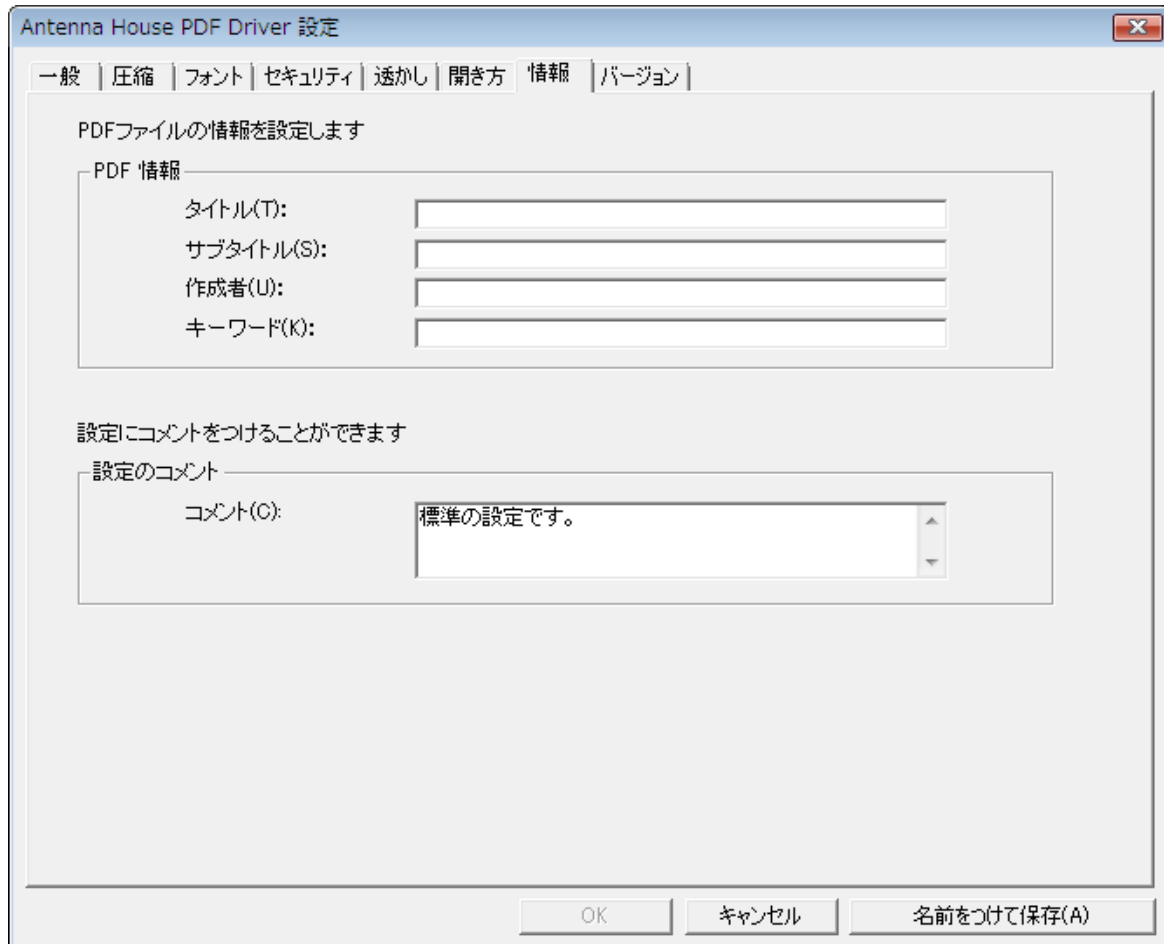 Antenna House PDF Driver 設定
一般 圧縮 フォント セキュリティ 透かし 開き方 情報 バージョン
PDFファイルの情報を設定します
PDF 情報
タイトル(T):
サブタイトル(S):
作成者(U):
キーワード(K):
設定にコメントをつけることができます
設定のコメント
コメント(C): 標準の設定です。
OK キャンセル 名前をつけて保存(A)